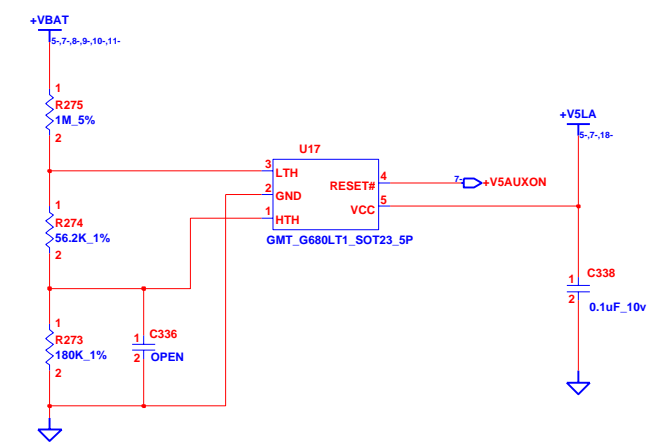 +VBAT
5-,7-,8-,9-,10-,11-
1
R275
1M_5%
2
+V5LA
5-,7-,18-
U17
3
LTH
4
RESET#
7-
+V5AUXON
2
GND
5
VCC
1
HTH
GMT_G680LT1_SOT23_5P
1
R274
56.2K_1%
2
1
C338
2
0.1uF_10v
1
R273
180K_1%
2
1
C336
2
OPEN